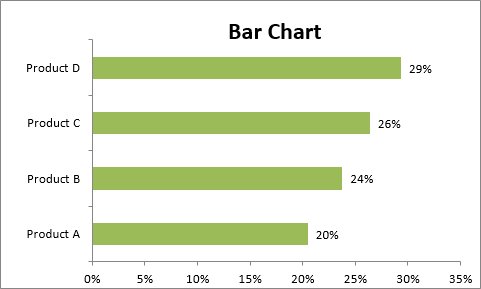 Bar Chart
Product D 29%
Product C 26%
Product B 24%
Product A 20%
0% 5% 10% 15% 20% 25% 30% 35%